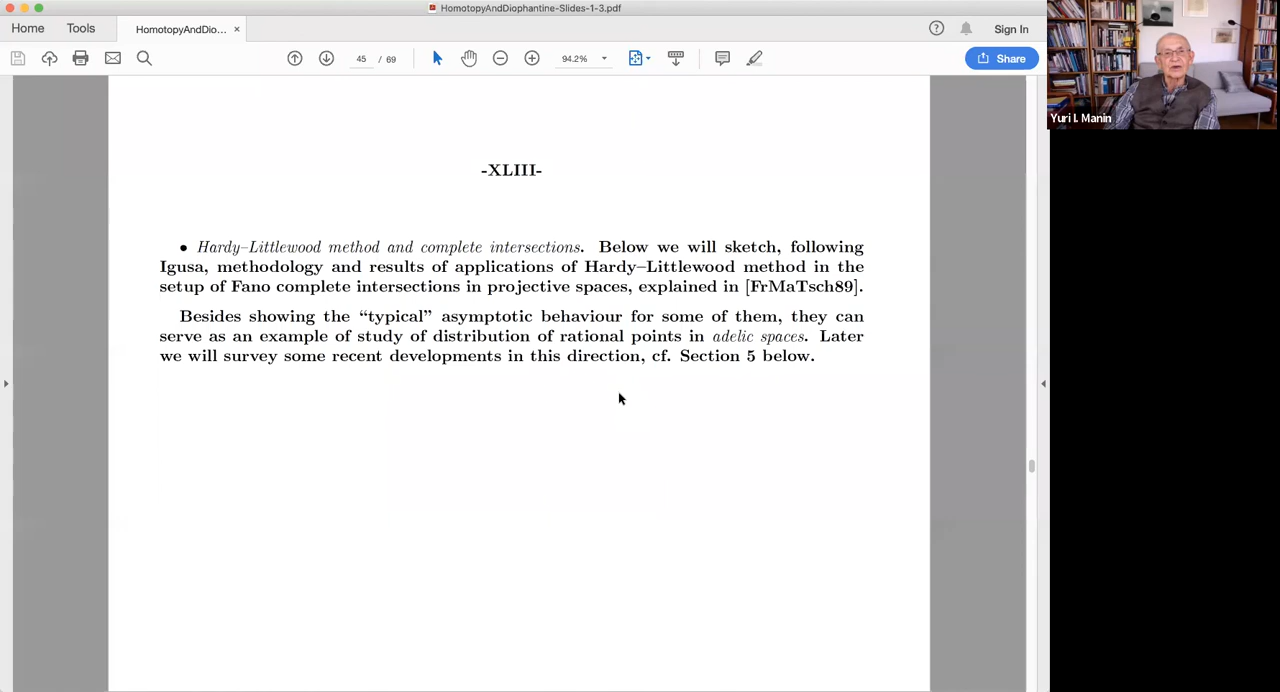 HomotopyAndDiophantine-Slides-1-3.pdf
Home Tools HomotopyAndDio... × Sign In
45 / 69 94.2% Share
Yuri I. Manin
-XLIII-
• Hardy–Littlewood method and complete intersections. Below we will sketch, following
Igusa, methodology and results of applications of Hardy–Littlewood method in the
setup of Fano complete intersections in projective spaces, explained in [FrMaTsch89].
Besides showing the “typical” asymptotic behaviour for some of them, they can
serve as an example of study of distribution of rational points in adelic spaces. Later
we will survey some recent developments in this direction, cf. Section 5 below.